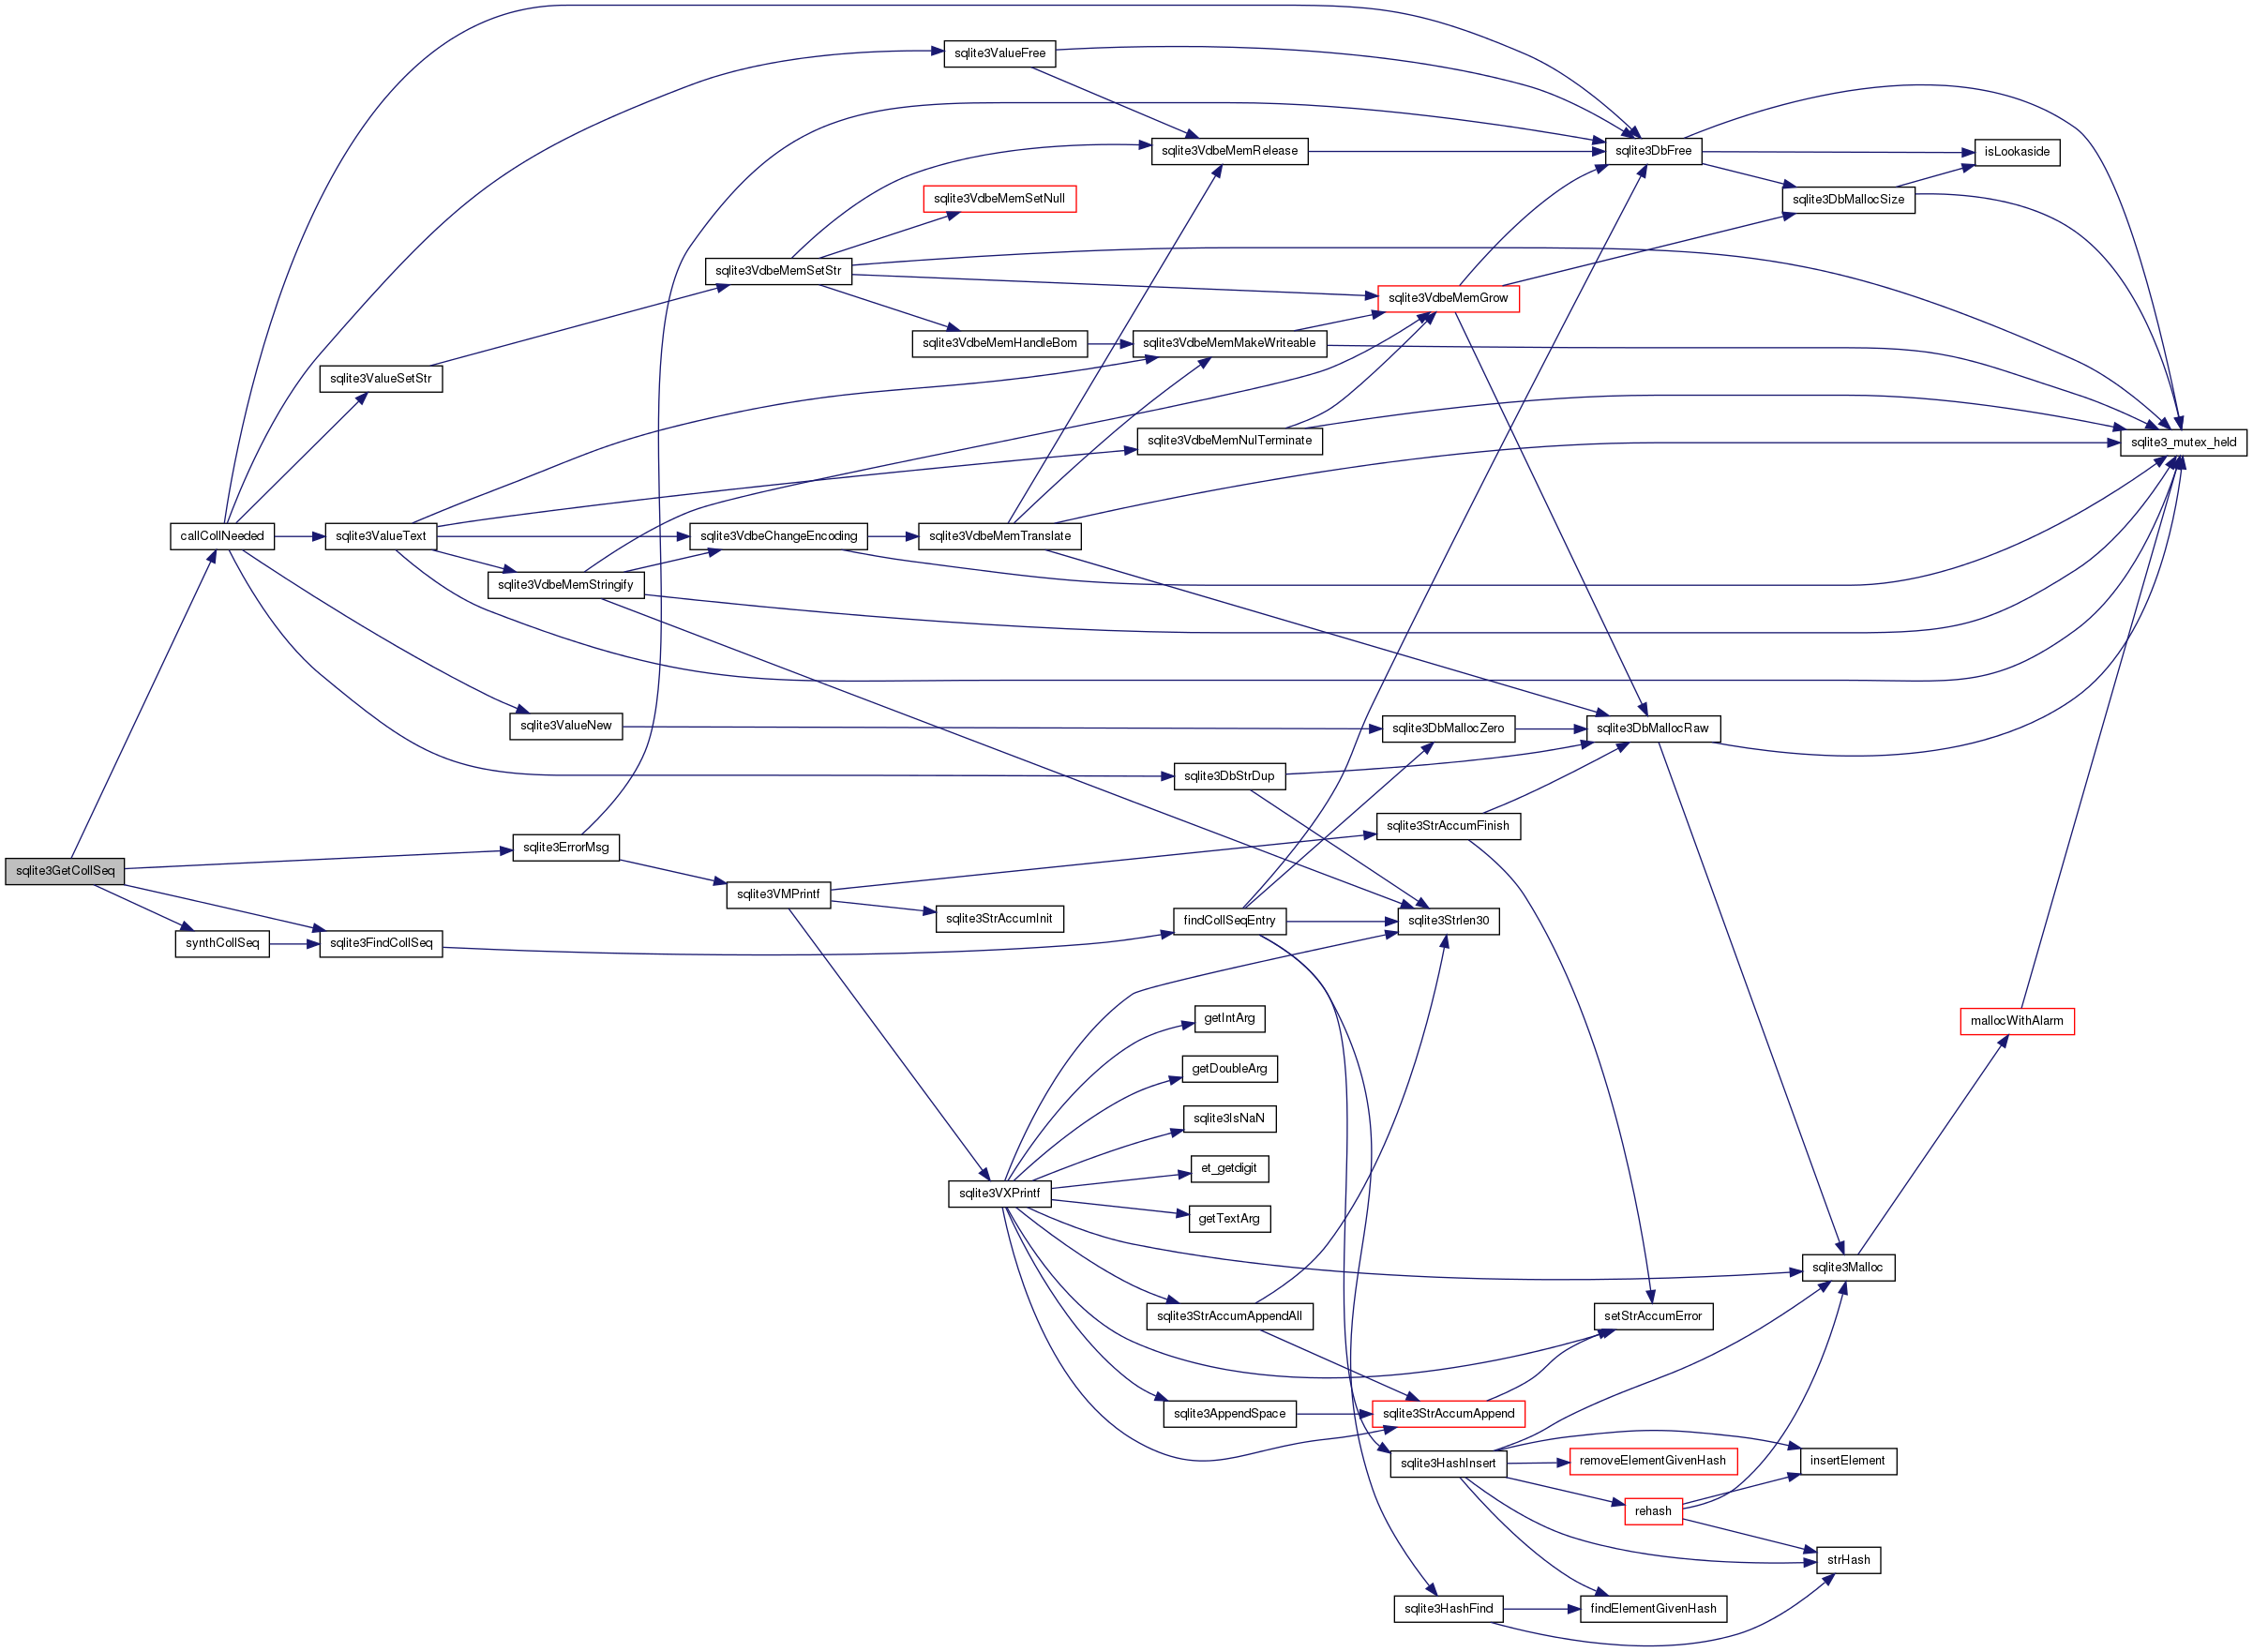 sqlite3ValueFree
sqlite3VdbeMemRelease
sqlite3DbFree
isLookaside
sqlite3VdbeMemSetNull
sqlite3DbMallocSize
sqlite3VdbeMemSetStr
sqlite3VdbeMemGrow
sqlite3VdbeMemHandleBom
sqlite3VdbeMemMakeWriteable
sqlite3ValueSetStr
sqlite3VdbeMemNulTerminate
sqlite3_mutex_held
callCollNeeded
sqlite3ValueText
sqlite3VdbeChangeEncoding
sqlite3VdbeMemTranslate
sqlite3VdbeMemStringify
sqlite3ValueNew
sqlite3DbMallocZero
sqlite3DbMallocRaw
sqlite3DbStrDup
sqlite3StrAccumFinish
sqlite3ErrorMsg
sqlite3GetCollSeq
sqlite3VMPrintf
sqlite3StrAccumInit
findCollSeqEntry
sqlite3Strlen30
synthCollSeq
sqlite3FindCollSeq
getIntArg
mallocWithAlarm
getDoubleArg
sqlite3IsNaN
et_getdigit
sqlite3VXPrintf
getTextArg
sqlite3Malloc
sqlite3StrAccumAppendAll
setStrAccumError
sqlite3AppendSpace
sqlite3StrAccumAppend
sqlite3HashInsert
removeElementGivenHash
insertElement
rehash
strHash
sqlite3HashFind
findElementGivenHash